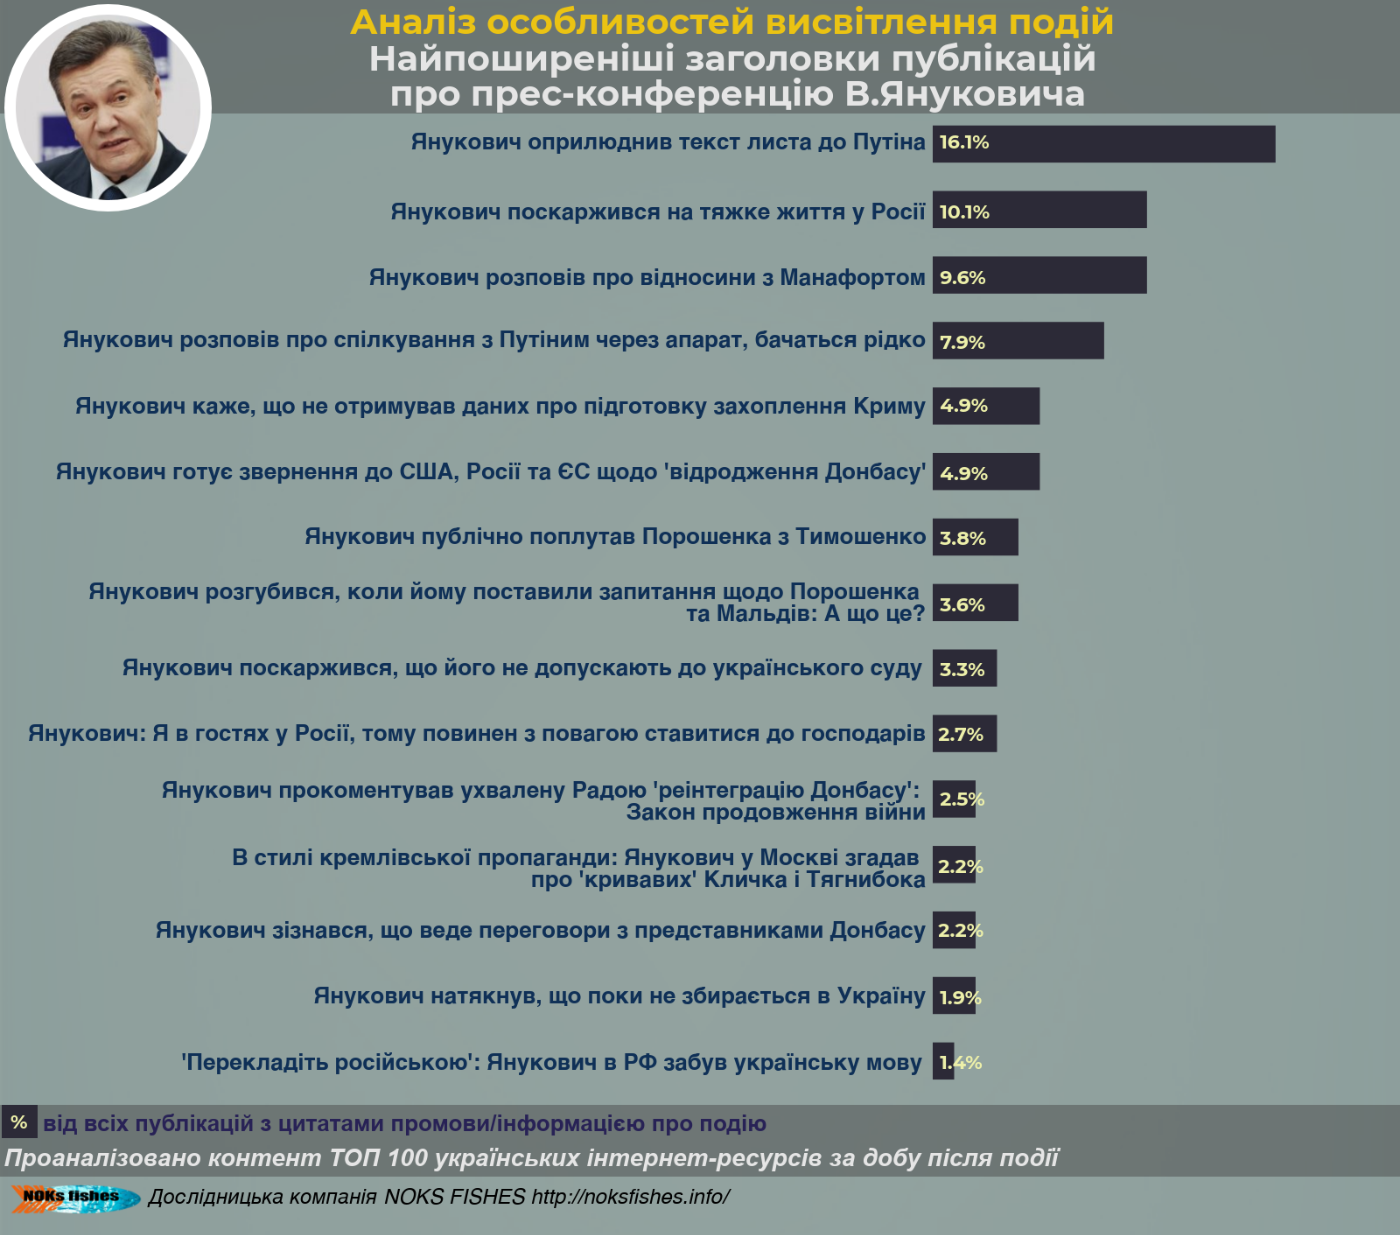 Аналіз особливостей висвітлення подій
Найпоширеніші заголовки публікацій
про прес-конференцію В.Януковича
Янукович оприлюднив текст листа до Путіна 16.1%
Янукович поскаржився на тяжке життя у Росії 10.1%
Янукович розповів про відносини з Манафортом 9.6%
Янукович розповів про спілкування з Путіним через апарат, бачаться рідко 7.9%
Янукович каже, що не отримував даних про підготовку захоплення Криму 4.9%
Янукович готує звернення до США, Росії та ЄС щодо 'відродження Донбасу' 4.9%
Янукович публічно поплутав Порошенка з Тимошенко 3.8%
Янукович розгубився, коли йому поставили запитання щодо Порошенка
та Мальдів: А що це? 3.6%
Янукович поскаржився, що його не допускають до українського суду 3.3%
Янукович: Я в гостях у Росії, тому повинен з повагою ставитися до господарів 2.7%
Янукович прокоментував ухвалену Радою 'реінтеграцію Донбасу':
Закон продовження війни 2.5%
В стилі кремлівської пропаганди: Янукович у Москві згадав
про 'кривавих' Кличка і Тягнибока 2.2%
Янукович зізнався, що веде переговори з представниками Донбасу 2.2%
Янукович натякнув, що поки не збирається в Україну 1.9%
'Перекладіть російською': Янукович в РФ забув українську мову 1.4%
% від всіх публікацій з цитатами промови/інформацією про подію
Проаналізовано контент ТОП 100 українських інтернет-ресурсів за добу після події
NOKs fishes Дослідницька компанія NOKS FISHES http://noksfishes.info/